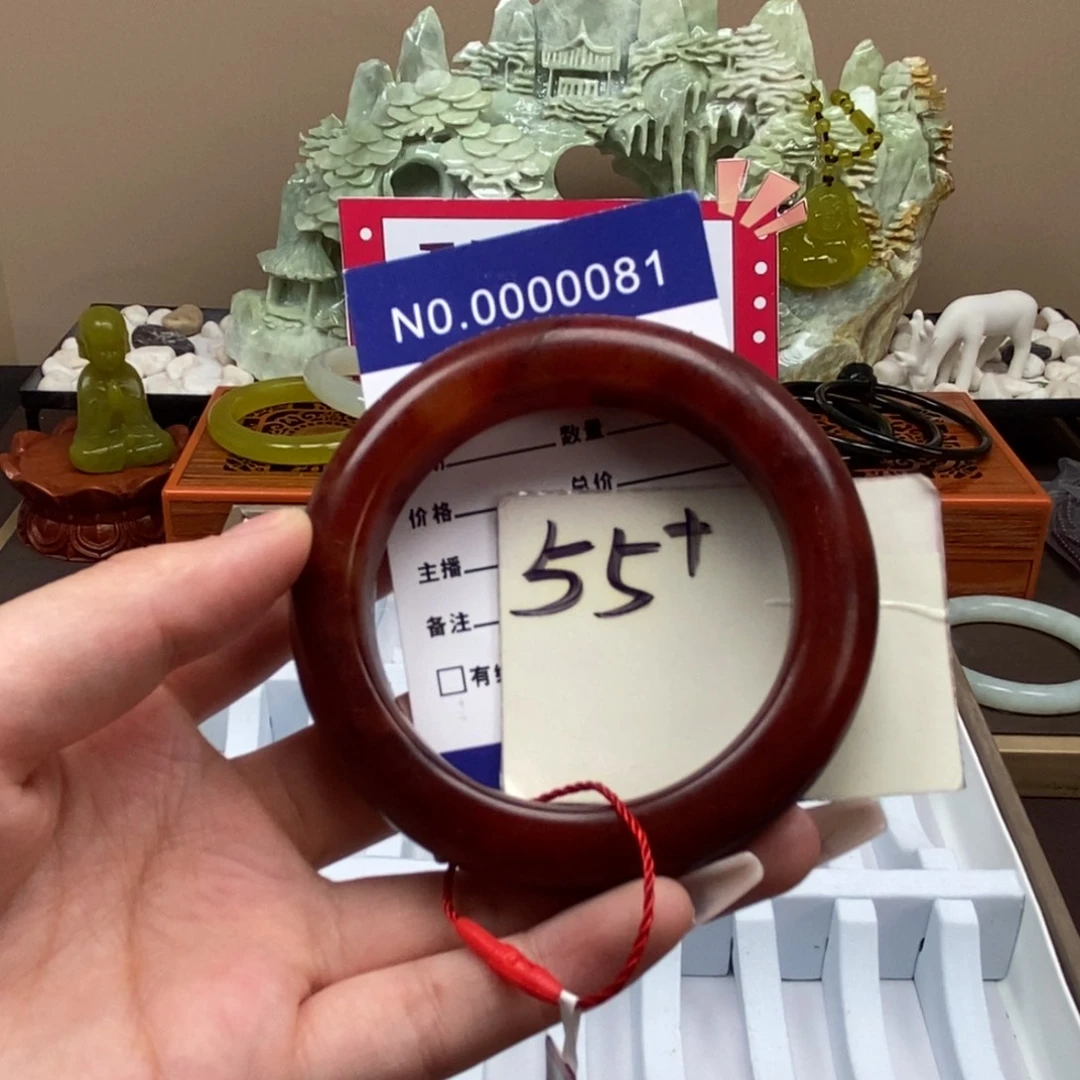 N0.0000081
数量
总价
价格
55+
主播
备注
有